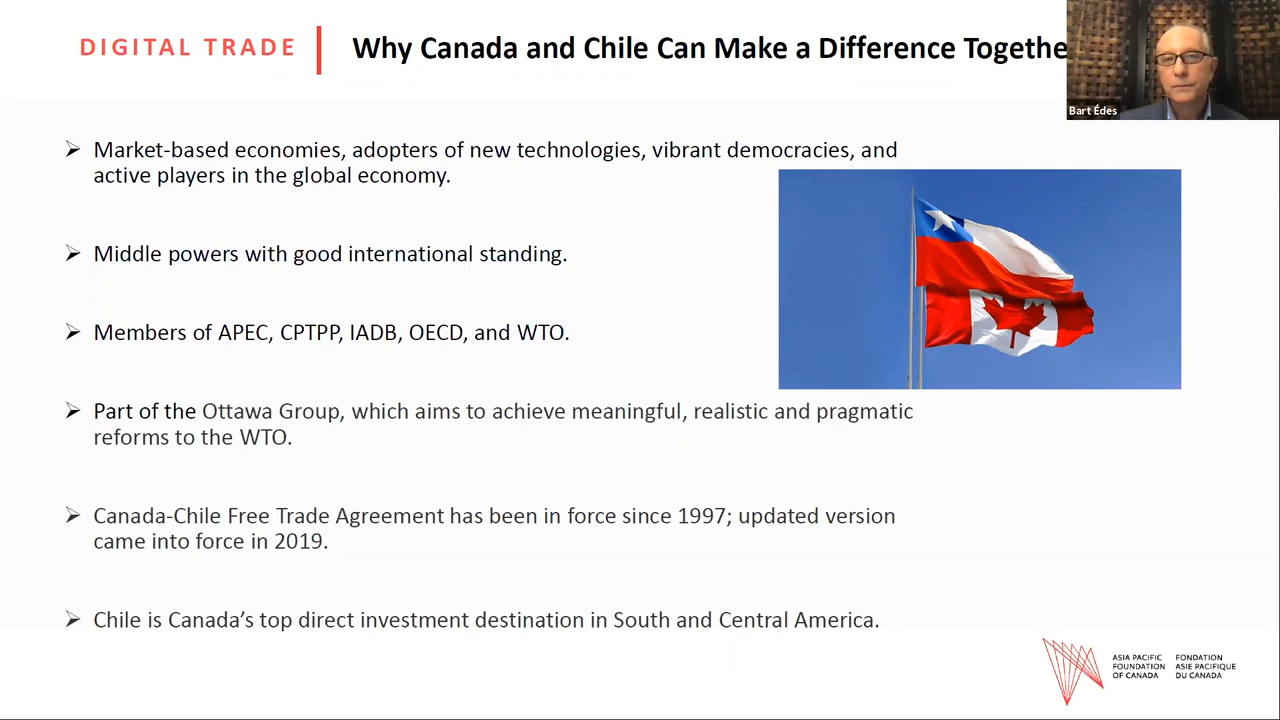 DIGITAL TRADE
Why Canada and Chile Can Make a Difference Togethe
Bart Édes
➢ Market-based economies, adopters of new technologies, vibrant democracies, and
active players in the global economy.
➢ Middle powers with good international standing.
➢ Members of APEC, CPTPP, IADB, OECD, and WTO.
➢ Part of the Ottawa Group, which aims to achieve meaningful, realistic and pragmatic
reforms to the WTO.
➢ Canada-Chile Free Trade Agreement has been in force since 1997; updated version
came into force in 2019.
➢ Chile is Canada’s top direct investment destination in South and Central America.
ASIA PACIFIC
FOUNDATION
OF CANADA
FONDATION
ASIE PACIFIQUE
DU CANADA